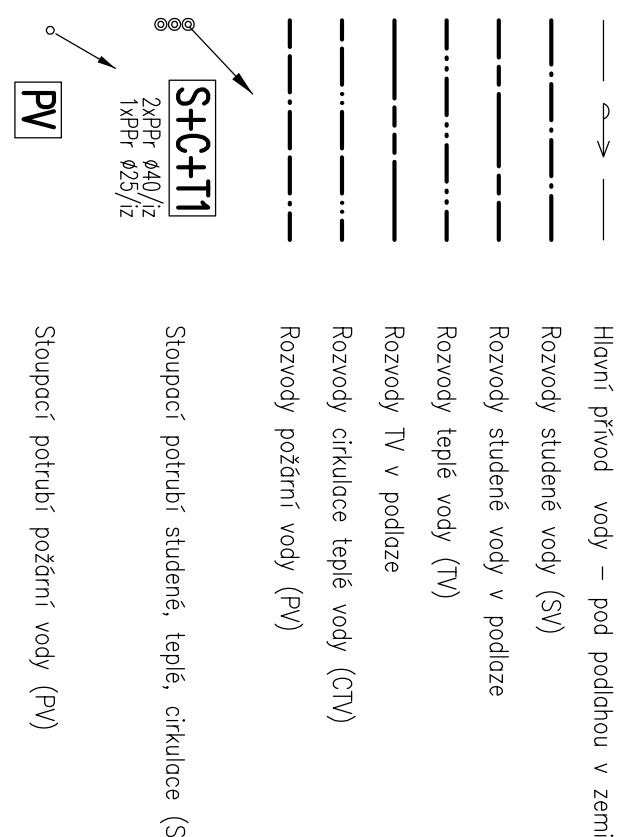 Hlavní přívod vody – pod podlahou v zemi
Rozvody studené vody (SV)
Rozvody studené vody v podlaze
Rozvody teplé vody (TV)
Rozvody TV v podlaze
Rozvody cirkulace teplé vody (CTV)
Rozvody požární vody (PV)
S+C+T1
2xPPr ø40/iz
1xPPr ø25/iz
Stoupací potrubí studené, teplé, cirkulace (S
PV
Stoupací potrubí požární vody (PV)